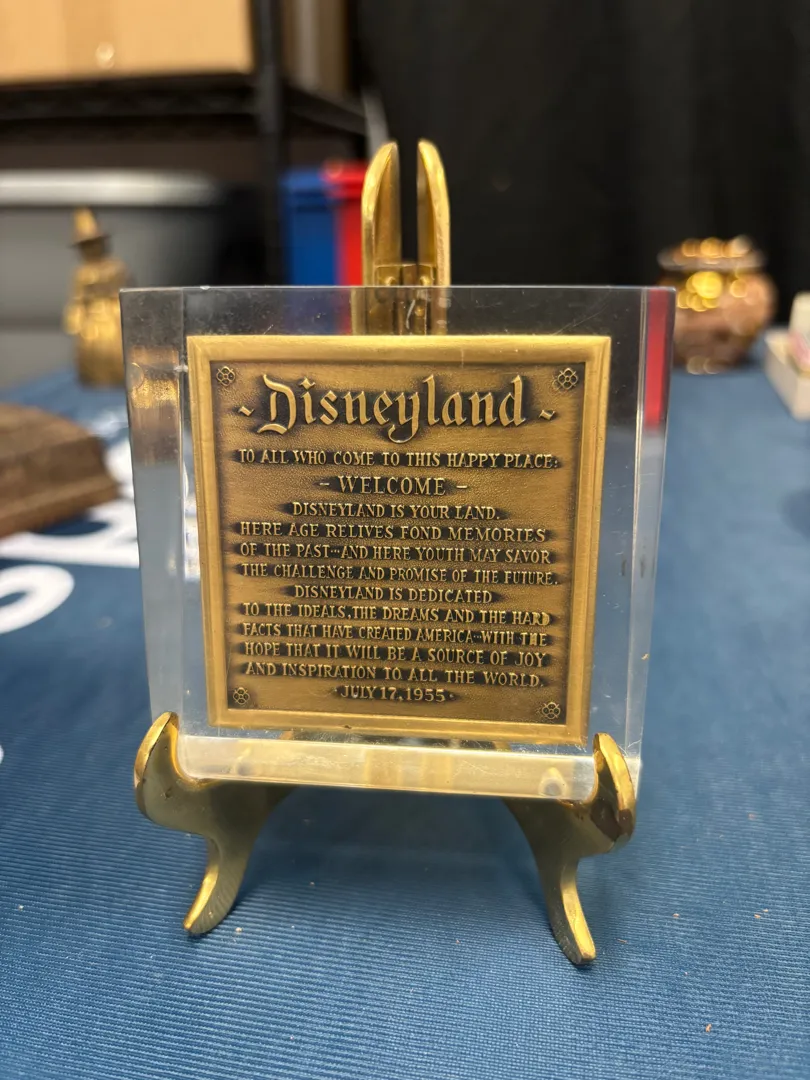 ~Disneyland~
TO ALL WHO COME TO THIS HAPPY PLACE:
-WELCOME-
DISNEYLAND IS YOUR LAND.
HERE AGE RELIVES FOND MEMORIES
OF THE PAST---AND HERE YOUTH MAY SAVOR
THE CHALLENGE AND PROMISE OF THE FUTURE.
DISNEYLAND IS DEDICATED
TO THE IDEALS, THE DREAMS AND THE HARD
FACTS THAT HAVE CREATED AMERICA--WITH THE
HOPE THAT IT WILL BE A SOURCE OF JOY
AND INSPIRATION TO ALL THE WORLD.
·JULY 17, 1955·